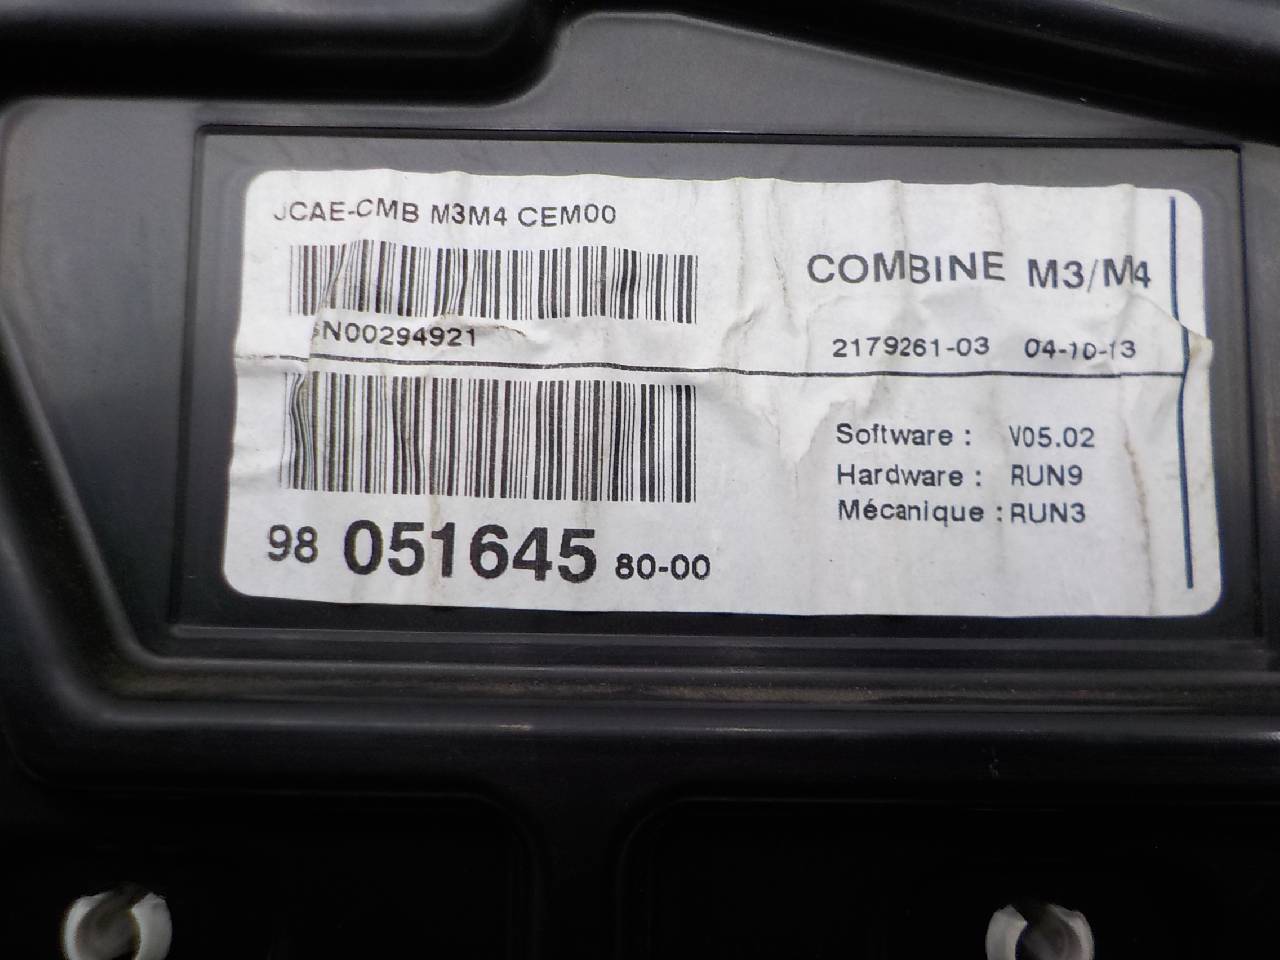 JCAE-CMB M3M4 CEM00
COMBINE M3/M4
SN00294921
2179261-03 04-10-13
Software : V05.02
Hardware : RUN9
Mécanique : RUN3
98 051645 80-00